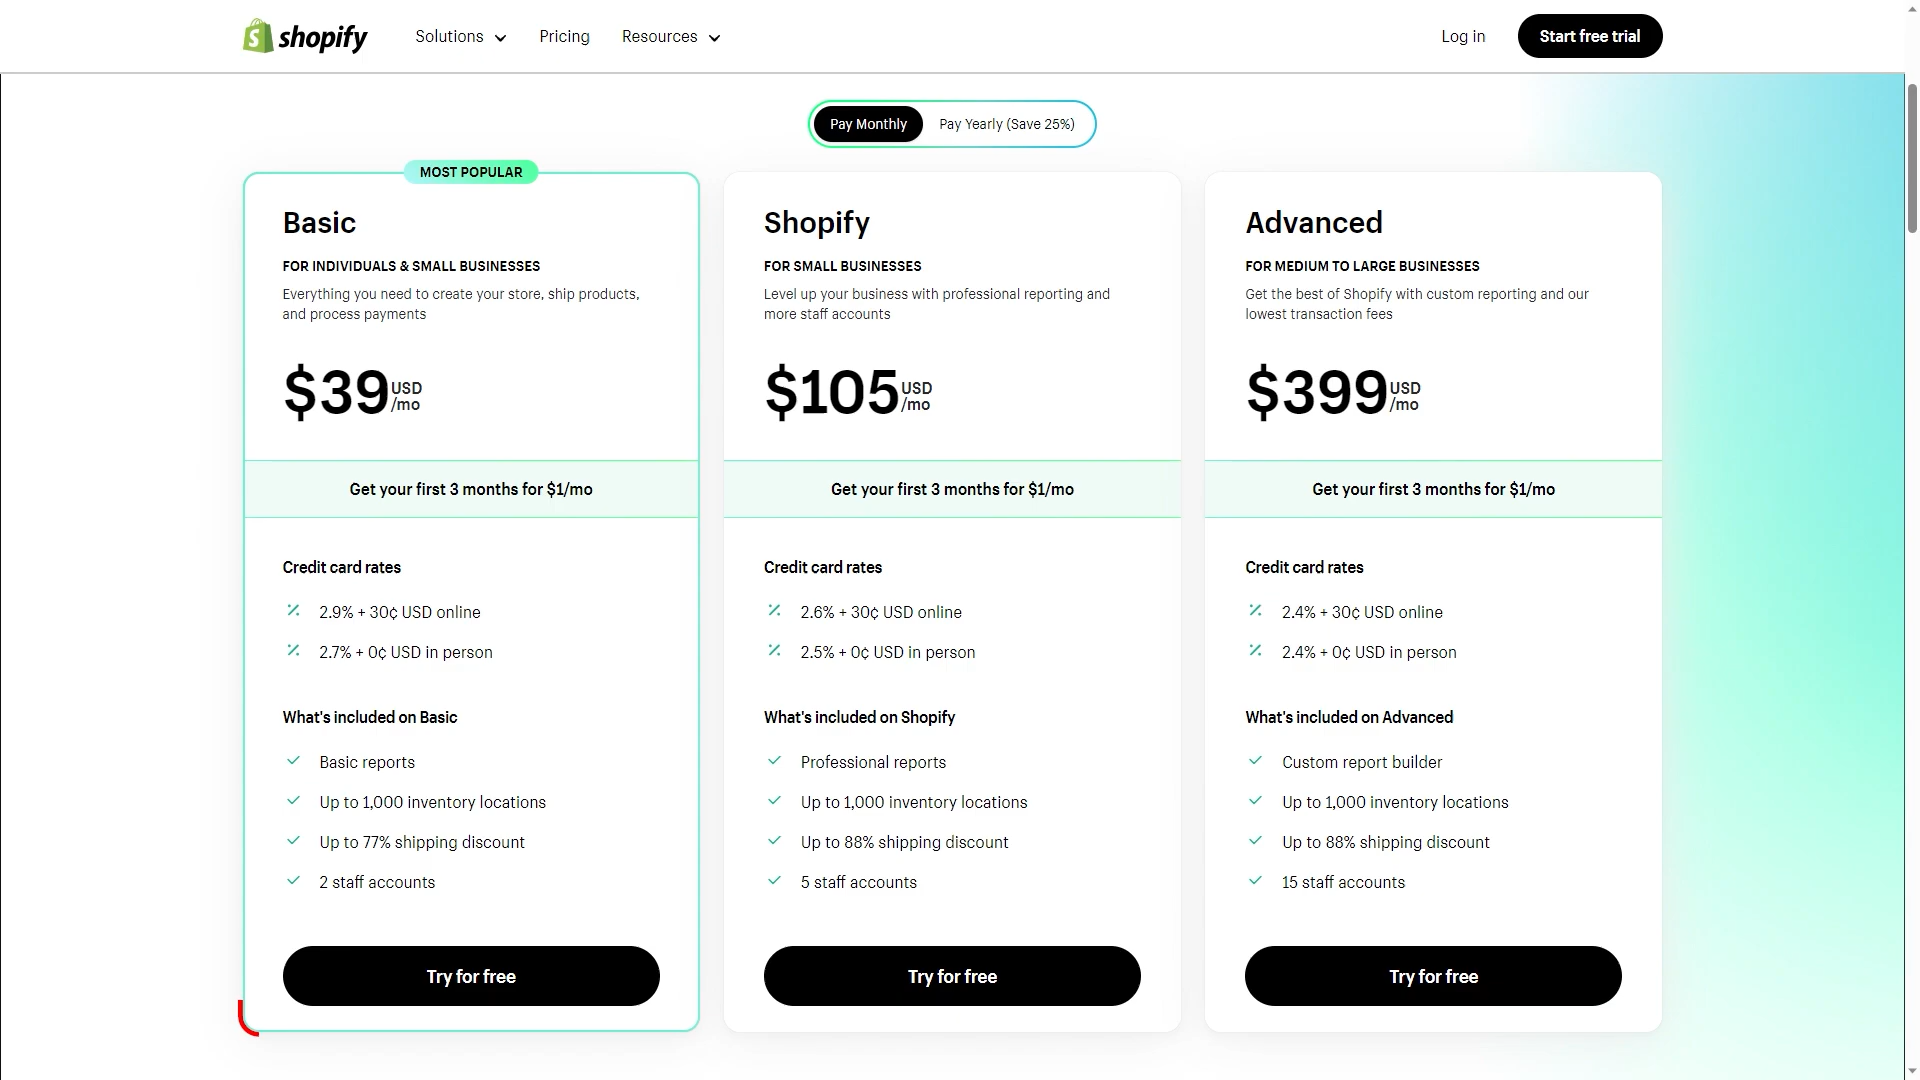 shopify
Solutions
Pricing
Resources
Log in
Start free trial
Pay Monthly
Pay Yearly (Save 25%)
MOST POPULAR
Basic
FOR INDIVIDUALS & SMALL BUSINESSES
Everything you need to create your store, ship products,
and process payments
$39 USD
/mo
Get your first 3 months for $1/mo
Credit card rates
2.9% + 30¢ USD online
2.7% + 0¢ USD in person
What's included on Basic
Basic reports
Up to 1,000 inventory locations
Up to 77% shipping discount
2 staff accounts
Try for free
Shopify
FOR SMALL BUSINESSES
Level up your business with professional reporting and
more staff accounts
$105 USD
/mo
Get your first 3 months for $1/mo
Credit card rates
2.6% + 30¢ USD online
2.5% + 0¢ USD in person
What's included on Shopify
Professional reports
Up to 1,000 inventory locations
Up to 88% shipping discount
5 staff accounts
Try for free
Advanced
FOR MEDIUM TO LARGE BUSINESSES
Get the best of Shopify with custom reporting and our
lowest transaction fees
$399 USD
/mo
Get your first 3 months for $1/mo
Credit card rates
2.4% + 30¢ USD online
2.4% + 0¢ USD in person
What's included on Advanced
Custom report builder
Up to 1,000 inventory locations
Up to 88% shipping discount
15 staff accounts
Try for free